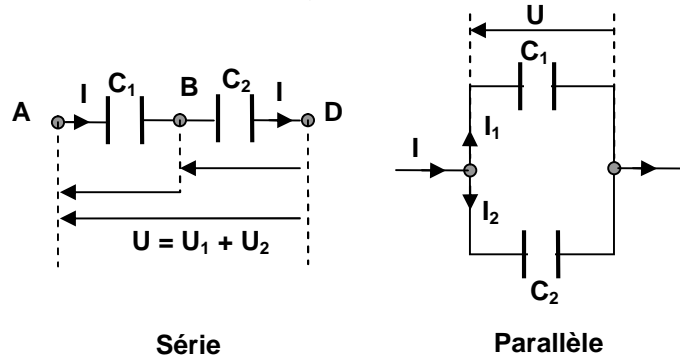 A I C₁ B C₂ I D
U = U₁ + U₂
Série
U
C₁
I₁
I
I₂
C₂
Parallèle